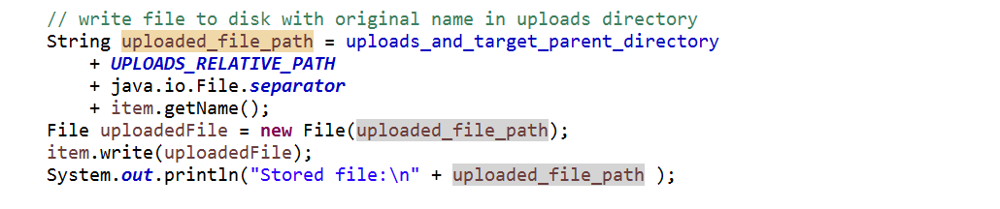 // write file to disk with original name in uploads directory
String uploaded_file_path = uploads_and_target_parent_directory
+ UPLOADS_RELATIVE_PATH
+ java.io.File.separator
+ item.getName();
File uploadedFile = new File(uploaded_file_path);
item.write(uploadedFile);
System.out.println("Stored file:\n" + uploaded_file_path );